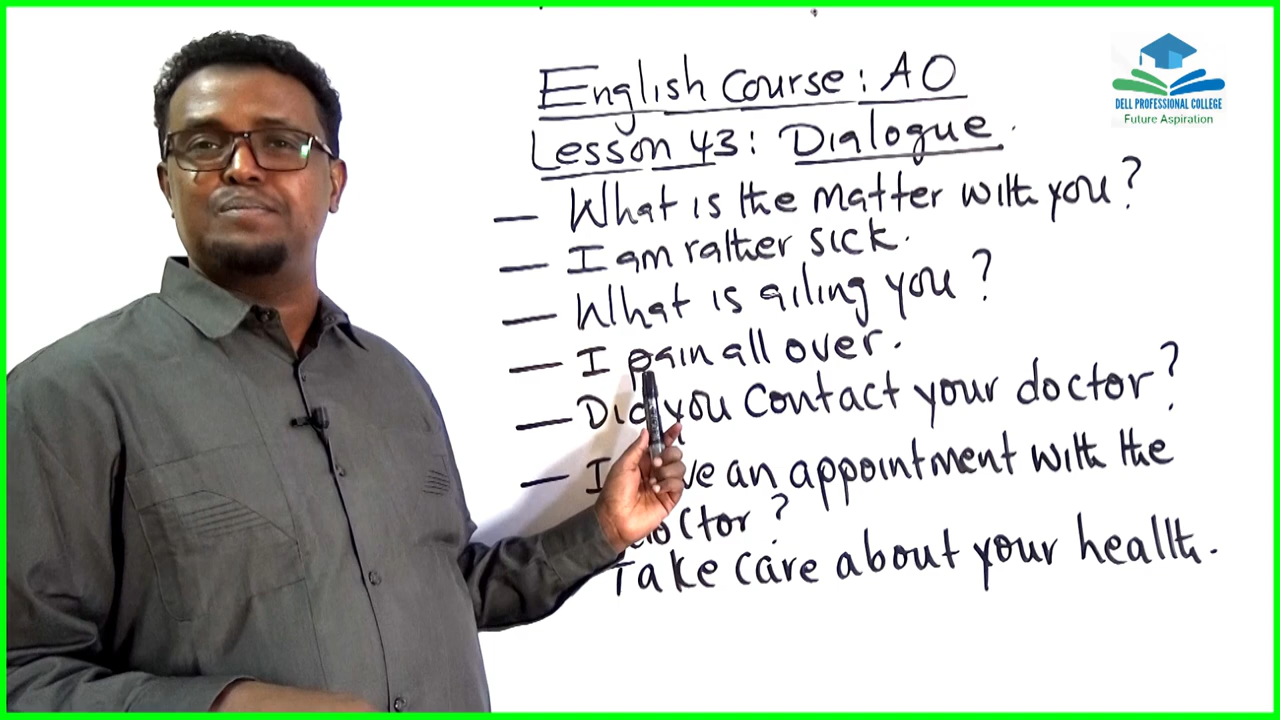 English Course: AO
Lesson 43: Dialogue.
— What is the matter with you?
— I am rather sick.
— What is ailing you?
— I pain all over.
— Did you contact your doctor?
— I ve an appointment with the
doctor?
Take care about your health.
DELL PROFESSIONAL COLLEGE
Future Aspiration